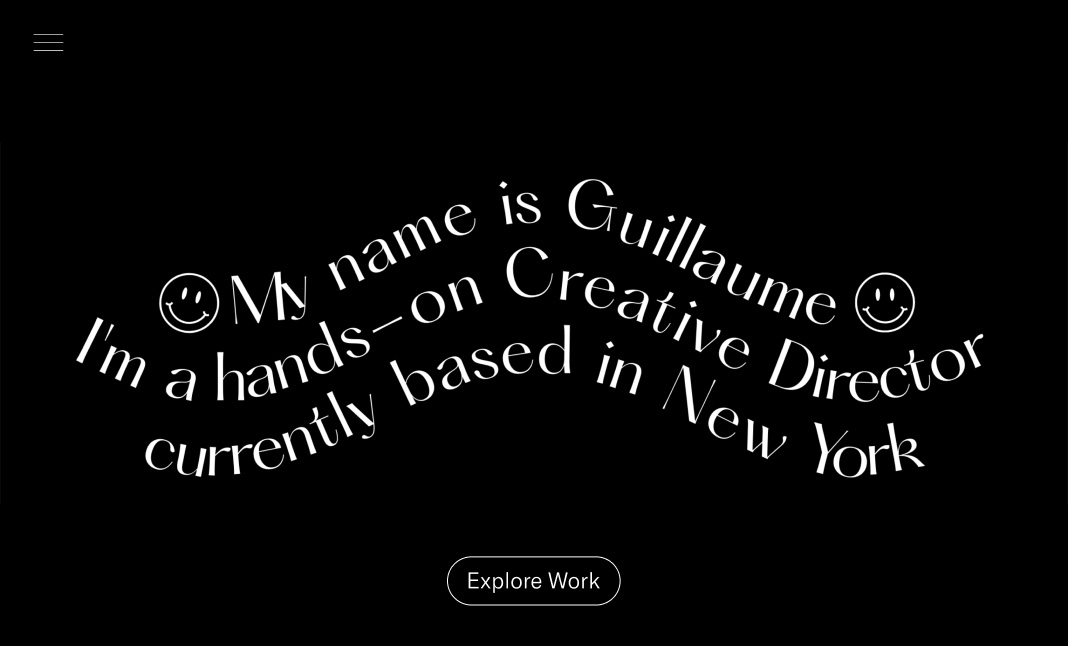 My name is Guillaume
I'm a hands-on Creative Director
currently based in New York
Explore Work